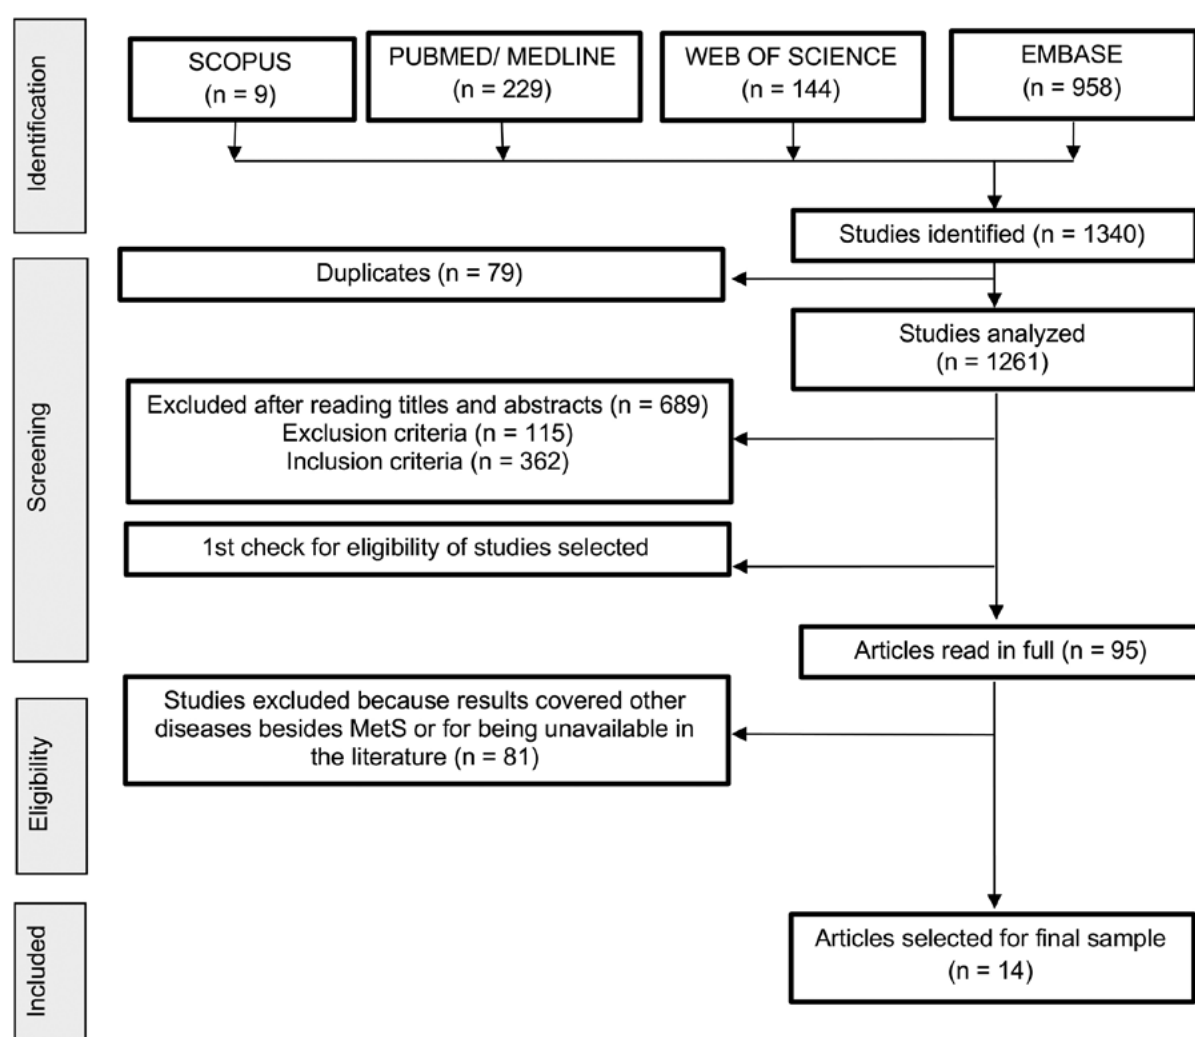 Identification
SCOPUS
(n = 9)
PUBMED/ MEDLINE
(n = 229)
WEB OF SCIENCE
(n = 144)
EMBASE
(n = 958)
Studies identified (n = 1340)
Screening
Duplicates (n = 79)
Studies analyzed
(n = 1261)
Excluded after reading titles and abstracts (n = 689)
Exclusion criteria (n = 115)
Inclusion criteria (n = 362)
1st check for eligibility of studies selected
Articles read in full (n = 95)
Eligibility
Studies excluded because results covered other
diseases besides MetS or for being unavailable in
the literature (n = 81)
Included
Articles selected for final sample
(n = 14)